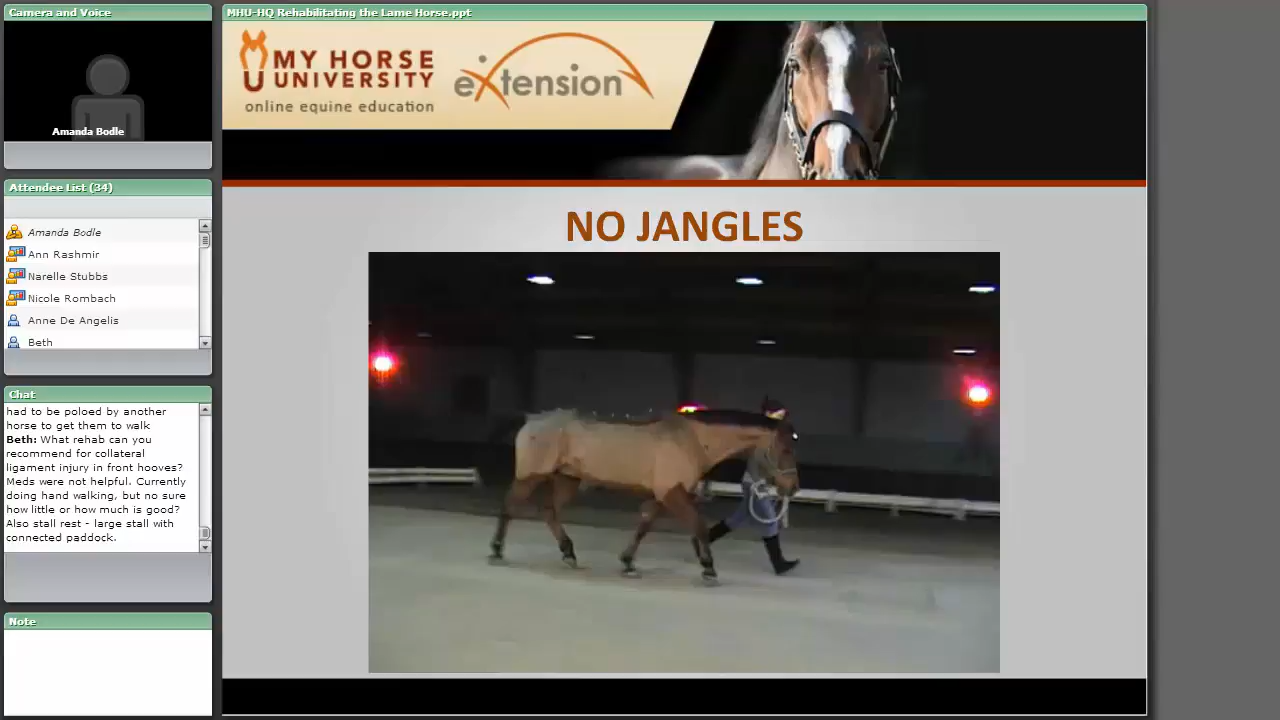 Camera and Voice
Amanda Bodle
Attendee List (34)
Amanda Bodle
Ann Rashmir
Narelle Stubbs
Nicole Rombach
Anne De Angelis
Beth
Chat
had to be poloed by another
horse to get them to walk
Beth: What rehab can you
recommend for collateral
ligament injury in front hooves?
Meds were not helpful. Currently
doing hand walking, but no sure
how little or how much is good?
Also stall rest - large stall with
connected paddock.
Note
MHU-HQ Rehabilitating the Lame Horse.ppt
MY HORSE
UNIVERSITY
online equine education
eXtension
NO JANGLES